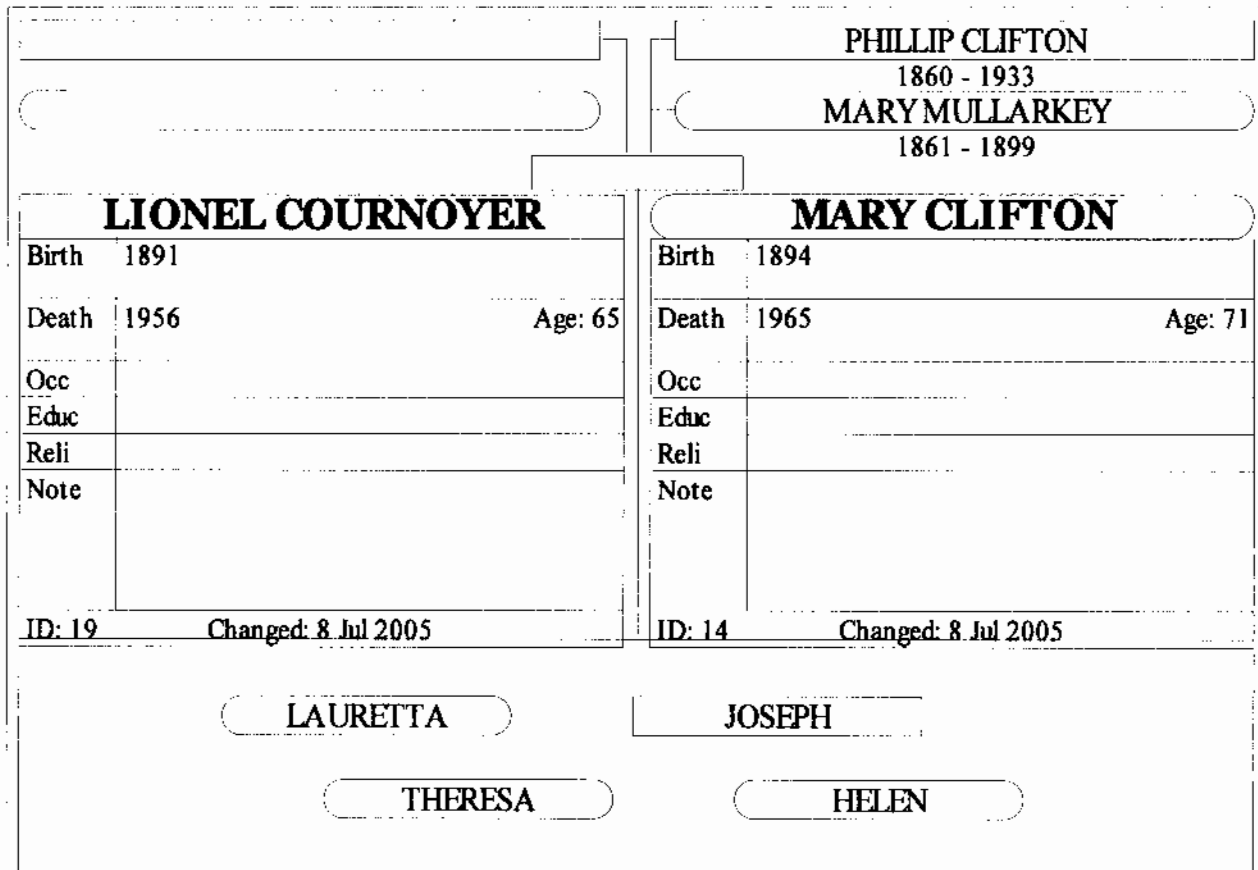 PHILLIP CLIFTON
1860 - 1933
MARY MULLARKEY
1861 - 1899
LIONEL COURNOYER
Birth 1891
Death 1956 Age: 65
Occ
Educ
Reli
Note
ID: 19 Changed: 8 Jul 2005
MARY CLIFTON
Birth 1894
Death 1965 Age: 71
Occ
Educ
Reli
Note
ID: 14 Changed: 8 Jul 2005
LAURETTA
JOSEPH
THERESA
HELEN